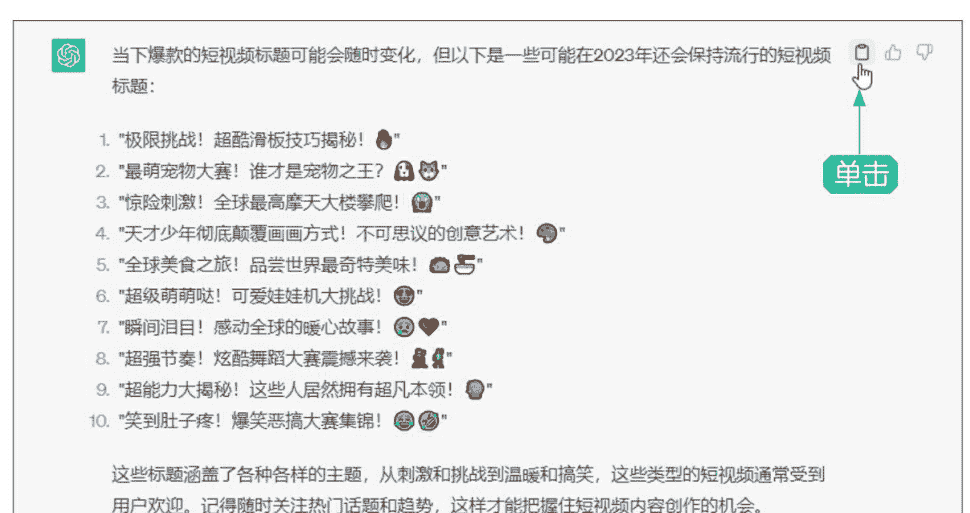 当下爆款的短视频标题可能会随时变化，但以下是一些可能在2023年还会保持流行的短视频
标题：
单击
1. "极限挑战！超酷滑板技巧揭秘！🔥"
2. "最萌宠物大赛！谁才是宠物之王？🐶🐱"
3. "惊险刺激！全球最高摩天大楼攀爬！😱"
4. "天才少年彻底颠覆画画方式！不可思议的创意艺术！🎨"
5. "全球美食之旅！品尝世界最奇特美味！🍱🍜"
6. "超级萌萌哒！可爱娃娃机大挑战！😍"
7. "瞬间泪目！感动全球的暖心故事！😢❤"
8. "超强节奏！炫酷舞蹈大赛震撼来袭！🕺💃"
9. "超能力大揭秘！这些人居然拥有超凡本领！😲"
10. "笑到肚子疼！爆笑恶搞大赛集锦！😂🤣"
这些标题涵盖了各种各样的主题，从刺激和挑战到温暖和搞笑，这些类型的短视频通常受到
用户欢迎。记得随时关注热门话题和趋势，这样才能把握住短视频内容创作的机会。